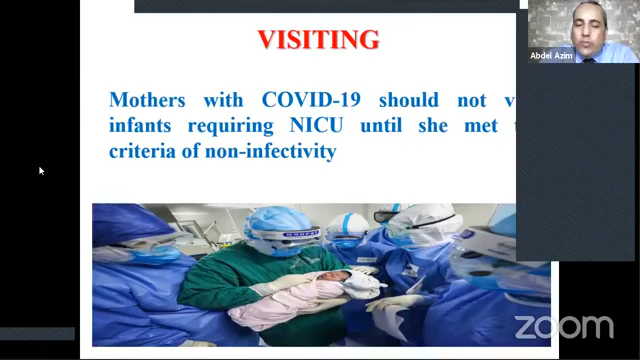 VISITING
Abdel Azim
Mothers with COVID-19 should not
infants requiring NICU until she met
criteria of non-infectivity
zoom